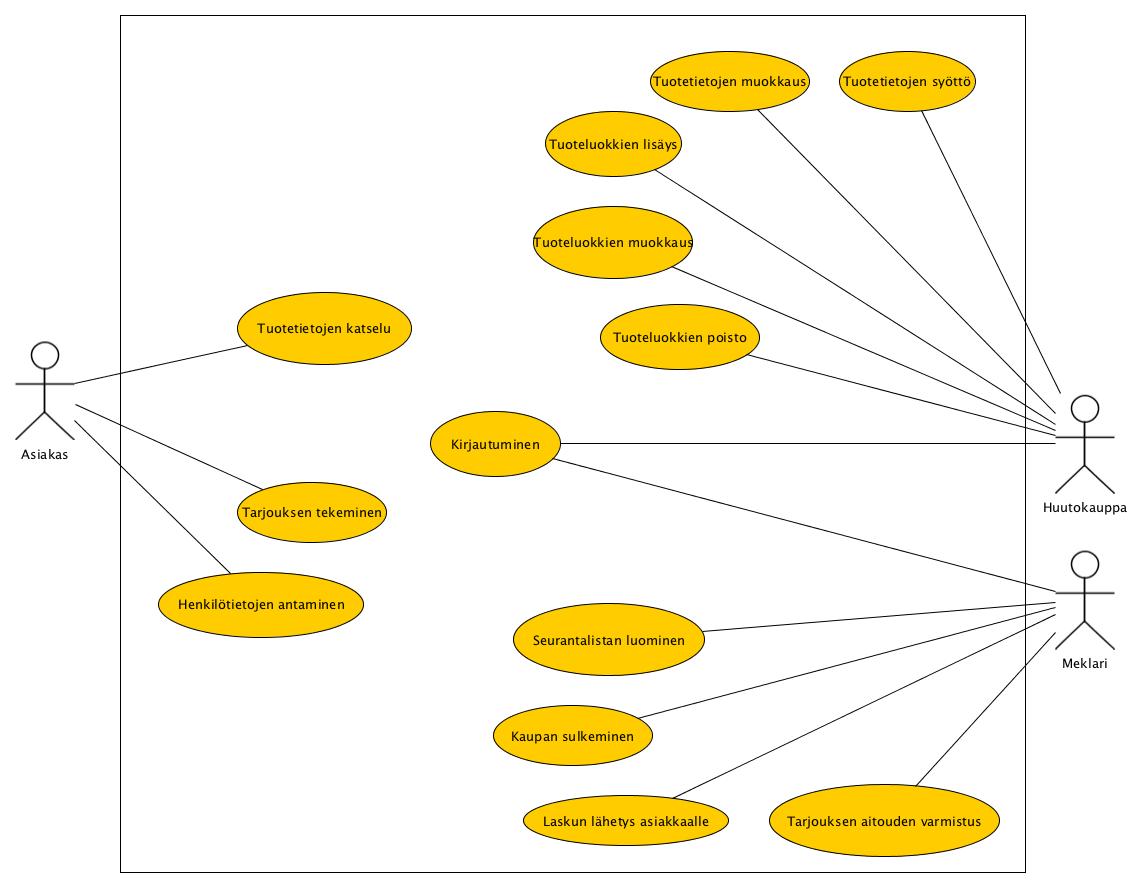 Tuotetietojen muokkaus
Tuotetietojen syöttö
Tuoteluokkien lisäys
Tuoteluokkien muokkaus
Tuotetietojen katselu
Tuoteluokkien poisto
Kirjautuminen
Asiakas
Huutokauppa
Tarjouksen tekeminen
Henkilötietojen antaminen
Seurantalistan luominen
Meklari
Kaupan sulkeminen
Laskun lähetys asiakkaalle
Tarjouksen aitouden varmistus